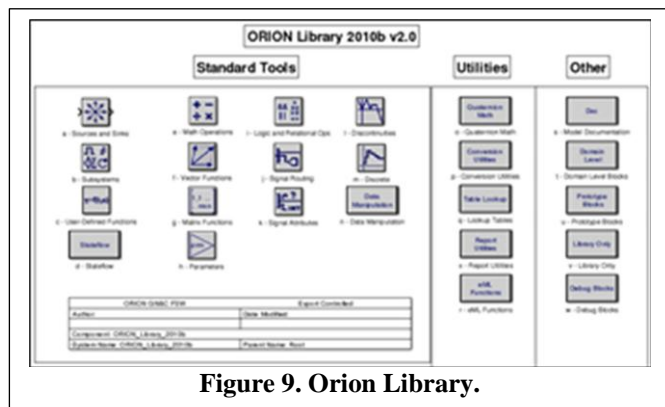 ORION Library 2010b v2.0
Standard Tools
Utilities
Other
a - Sources and Sinks
e - Math Operations
i - Logic and Relational Ops
l - Discontinuities
b - Subsystems
f - Vector Functions
j - Signal Routing
m - Discrete
c - User-Defined Functions
g - Matrix Functions
k - Signal Attributes
Data Manipulation
n - Data Manipulation
Stateflow
d - Stateflow
h - Parameters
Quaternion Math
o - Quaternion Math
Conversion Utilities
p - Conversion Utilities
Table Lookup
q - Lookup Tables
Report Utilities
x - Report Utilities
eML Functions
r - eML Functions
Doc
s - Model Documentation
Domain Level
t - Domain Level Blocks
Prototype Blocks
u - Prototype Blocks
Library Only
v - Library Only
Debug Blocks
w - Debug Blocks
ORION GN&C FSW
Export Controlled
Author:
Date Modified:
Component: ORION_Library_2010b
System Name: ORION_Library_2010b
Parent Name: Root
Figure 9. Orion Library.